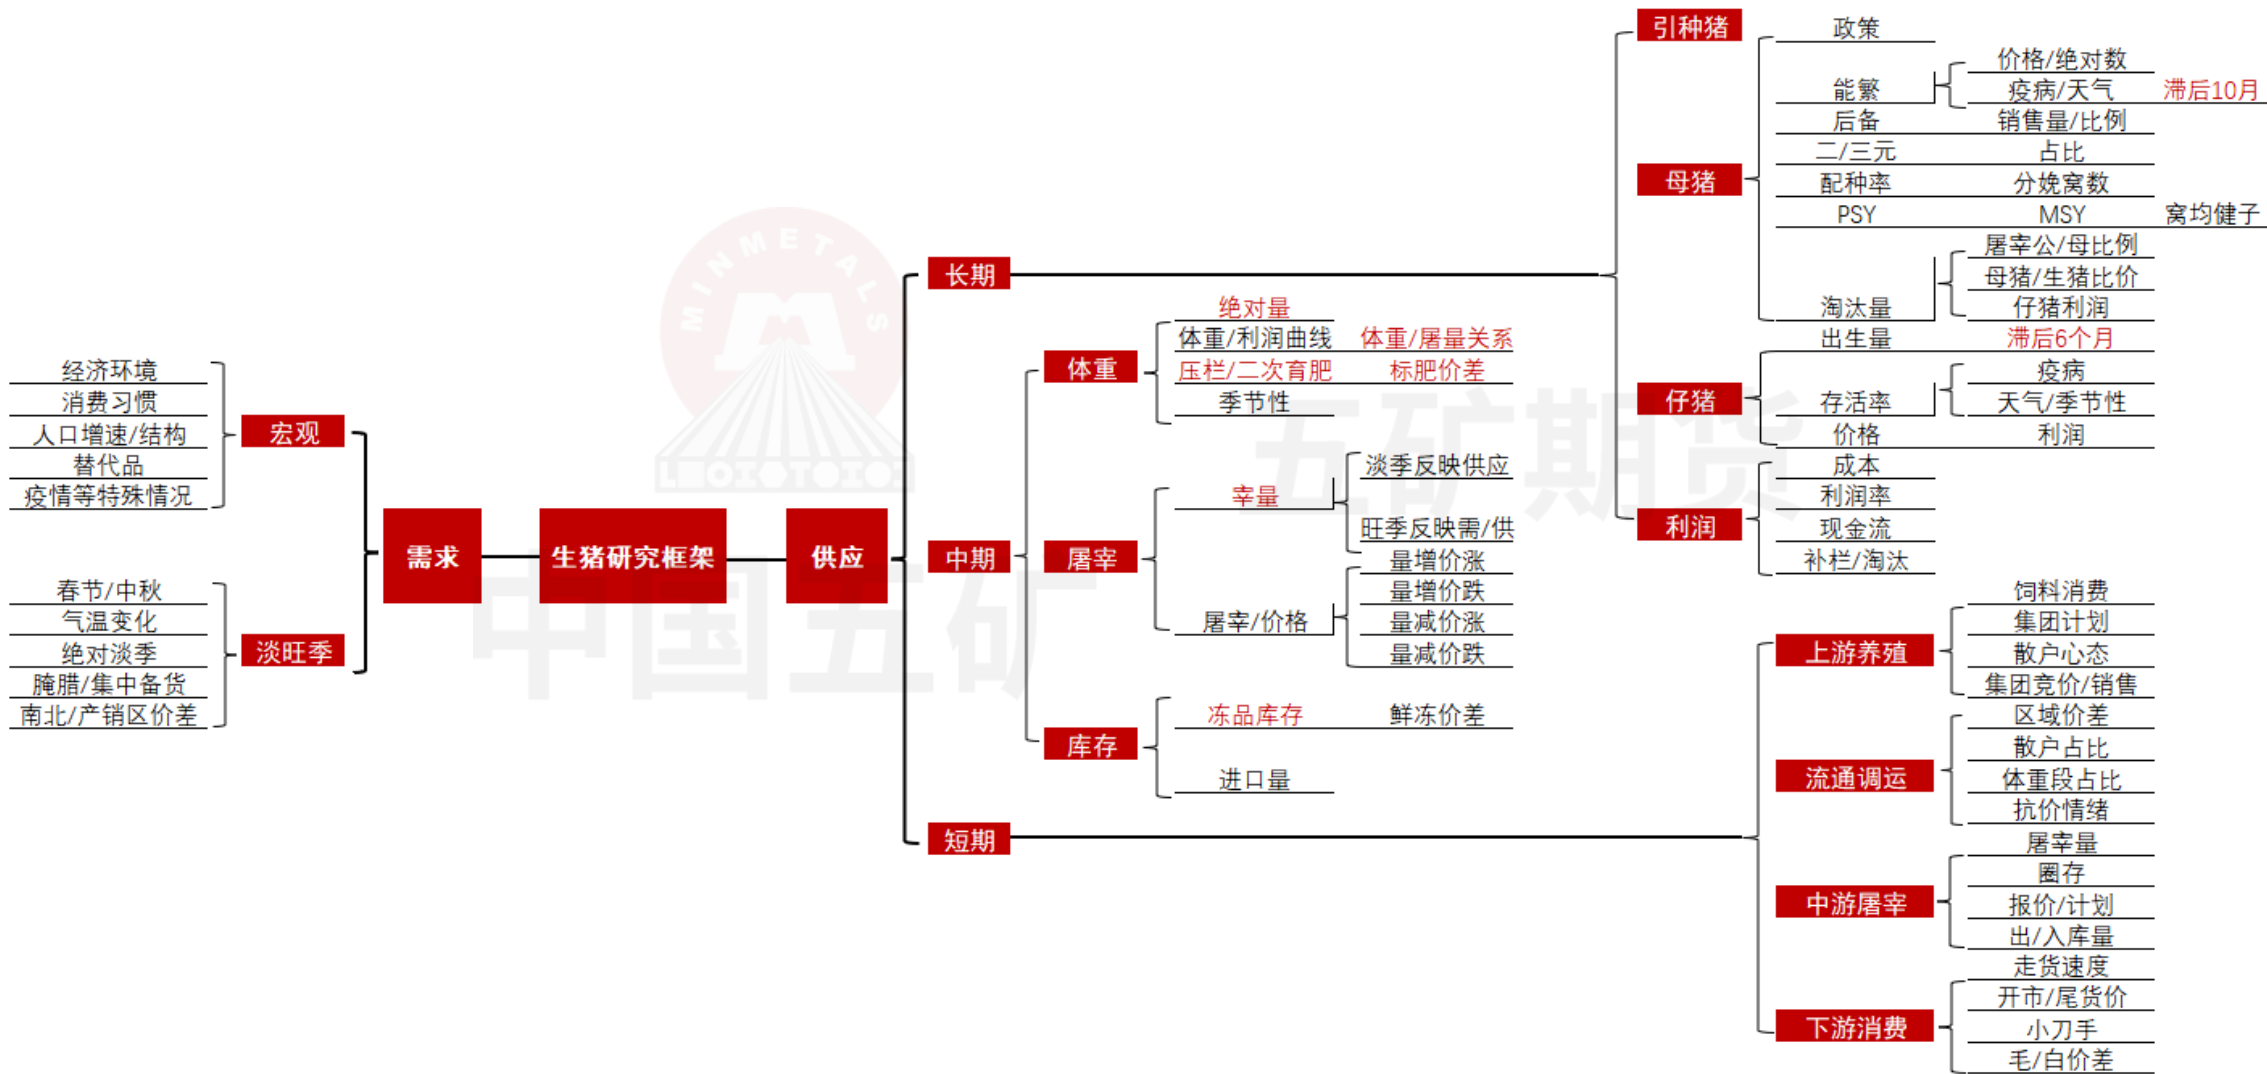 生猪研究框架
需求
宏观
经济环境
消费习惯
人口增速/结构
替代品
疫情等特殊情况
淡旺季
春节/中秋
气温变化
绝对淡季
腌腊/集中备货
南北/产销区价差
供应
长期
引种猪
母猪
政策
能繁
价格/绝对数
疫病/天气 滞后10月
后备 销售量/比例
二/三元 占比
配种率 分娩窝数
PSY MSY 窝均健子
淘汰量
屠宰公/母比例
母猪/生猪比价
仔猪利润
仔猪
出生量 滞后6个月
存活率
疫病
天气/季节性
价格 利润
利润
成本
利润率
现金流
补栏/淘汰
中期
体重
绝对量
体重/利润曲线 体重/屠量关系
压栏/二次育肥 标肥价差
季节性
屠宰
宰量
淡季反映供应
旺季反映需/供
屠宰/价格
量增价涨
量增价跌
量减价涨
量减价跌
库存
冻品库存 鲜冻价差
进口量
短期
上游养殖
饲料消费
集团计划
散户心态
集团竞价/销售
流通调运
区域价差
散户占比
体重段占比
抗价情绪
中游屠宰
屠宰量
圈存
报价/计划
出/入库量
下游消费
走货速度
开市/尾货价
小刀手
毛/白价差
MINMETALS
中国五矿
五矿期货